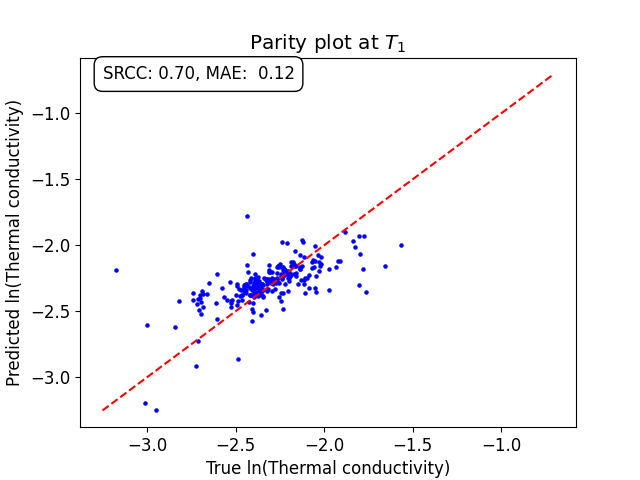 Parity plot at $T_1$
SRCC: 0.70, MAE:  0.12
Predicted ln(Thermal conductivity)
−1.0
−1.5
−2.0
−2.5
−3.0
−3.0 −2.5 −2.0 −1.5 −1.0
True ln(Thermal conductivity)